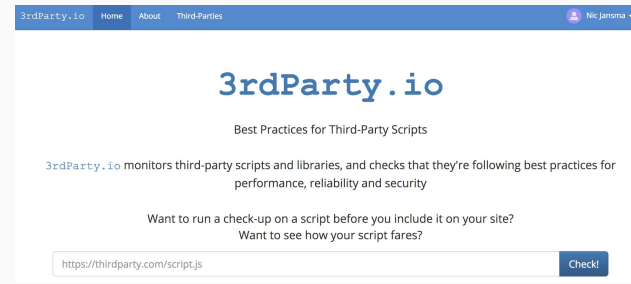 3rdParty.io Home About Third-Parties Nic Jansma
3rdParty.io
Best Practices for Third-Party Scripts
3rdParty.io monitors third-party scripts and libraries, and checks that they're following best practices for
performance, reliability and security
Want to run a check-up on a script before you include it on your site?
Want to see how your script fares?
https://thirdparty.com/script.js Check!